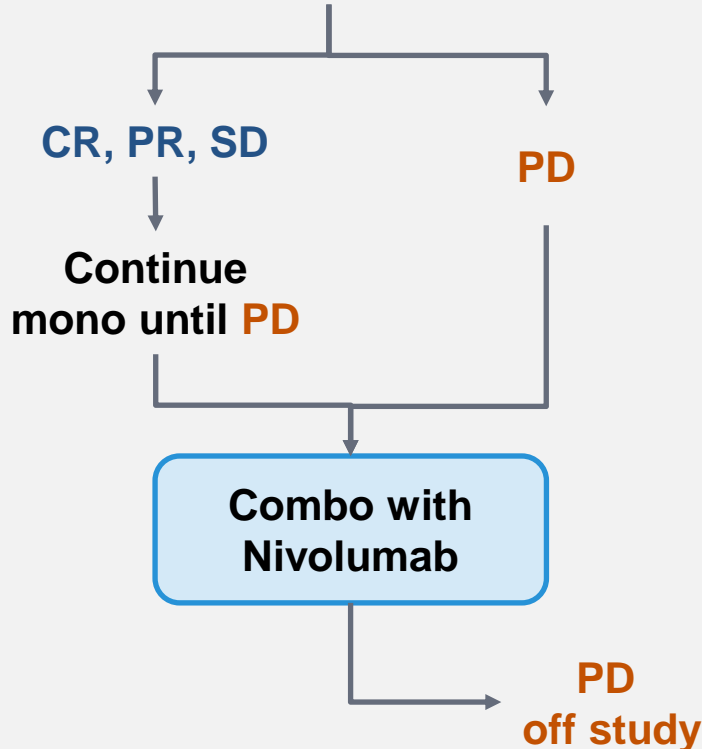 CR, PR, SD
PD
Continue
mono until PD
Combo with
Nivolumab
PD
off study